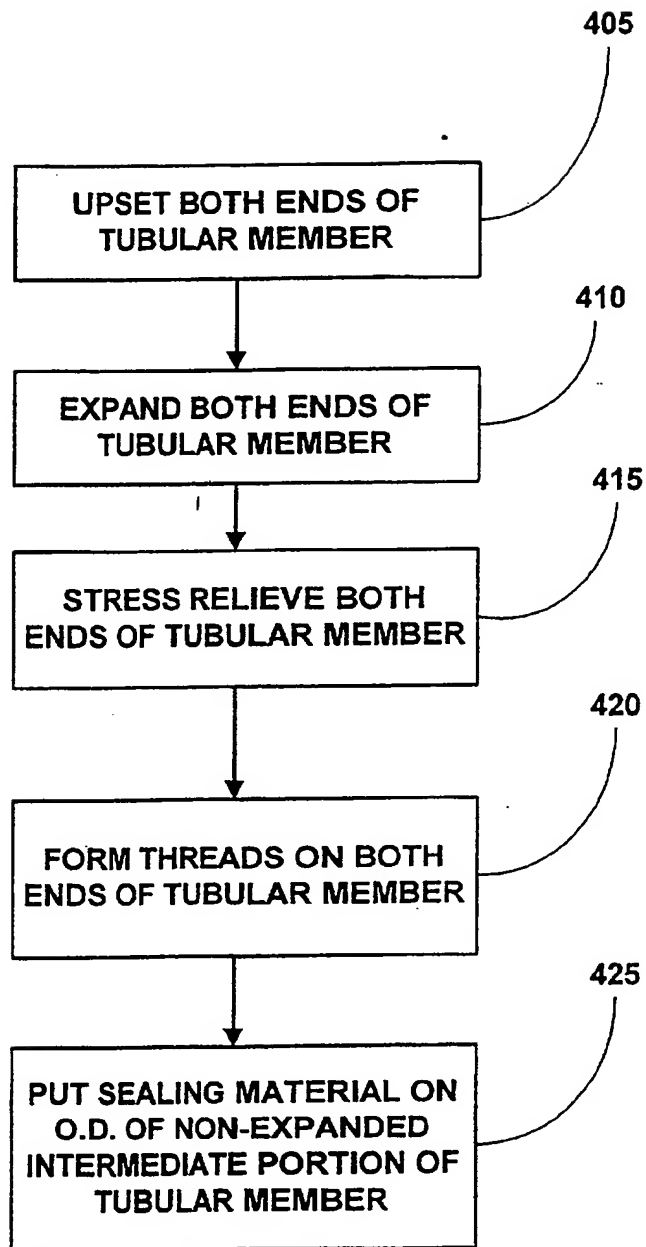 405
UPSET BOTH ENDS OF
TUBULAR MEMBER
410
EXPAND BOTH ENDS OF
TUBULAR MEMBER
415
STRESS RELIEVE BOTH
ENDS OF TUBULAR MEMBER
420
FORM THREADS ON BOTH
ENDS OF TUBULAR MEMBER
425
PUT SEALING MATERIAL ON
O.D. OF NON-EXPANDED
INTERMEDIATE PORTION OF
TUBULAR MEMBER